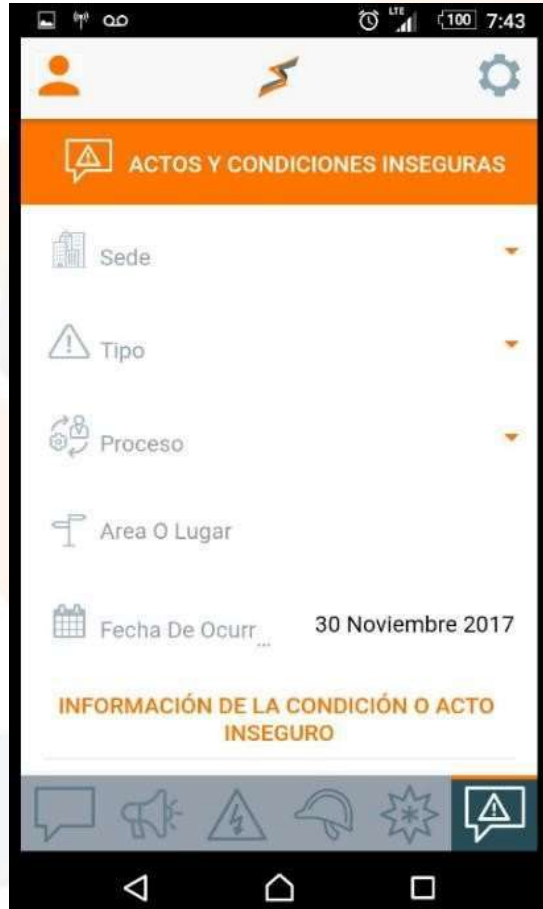 LTE
100 7:43
ACTOS Y CONDICIONES INSEGURAS
Sede
Tipo
Proceso
Area O Lugar
Fecha De Ocurr... 30 Noviembre 2017
INFORMACIÓN DE LA CONDICIÓN O ACTO
INSEGURO